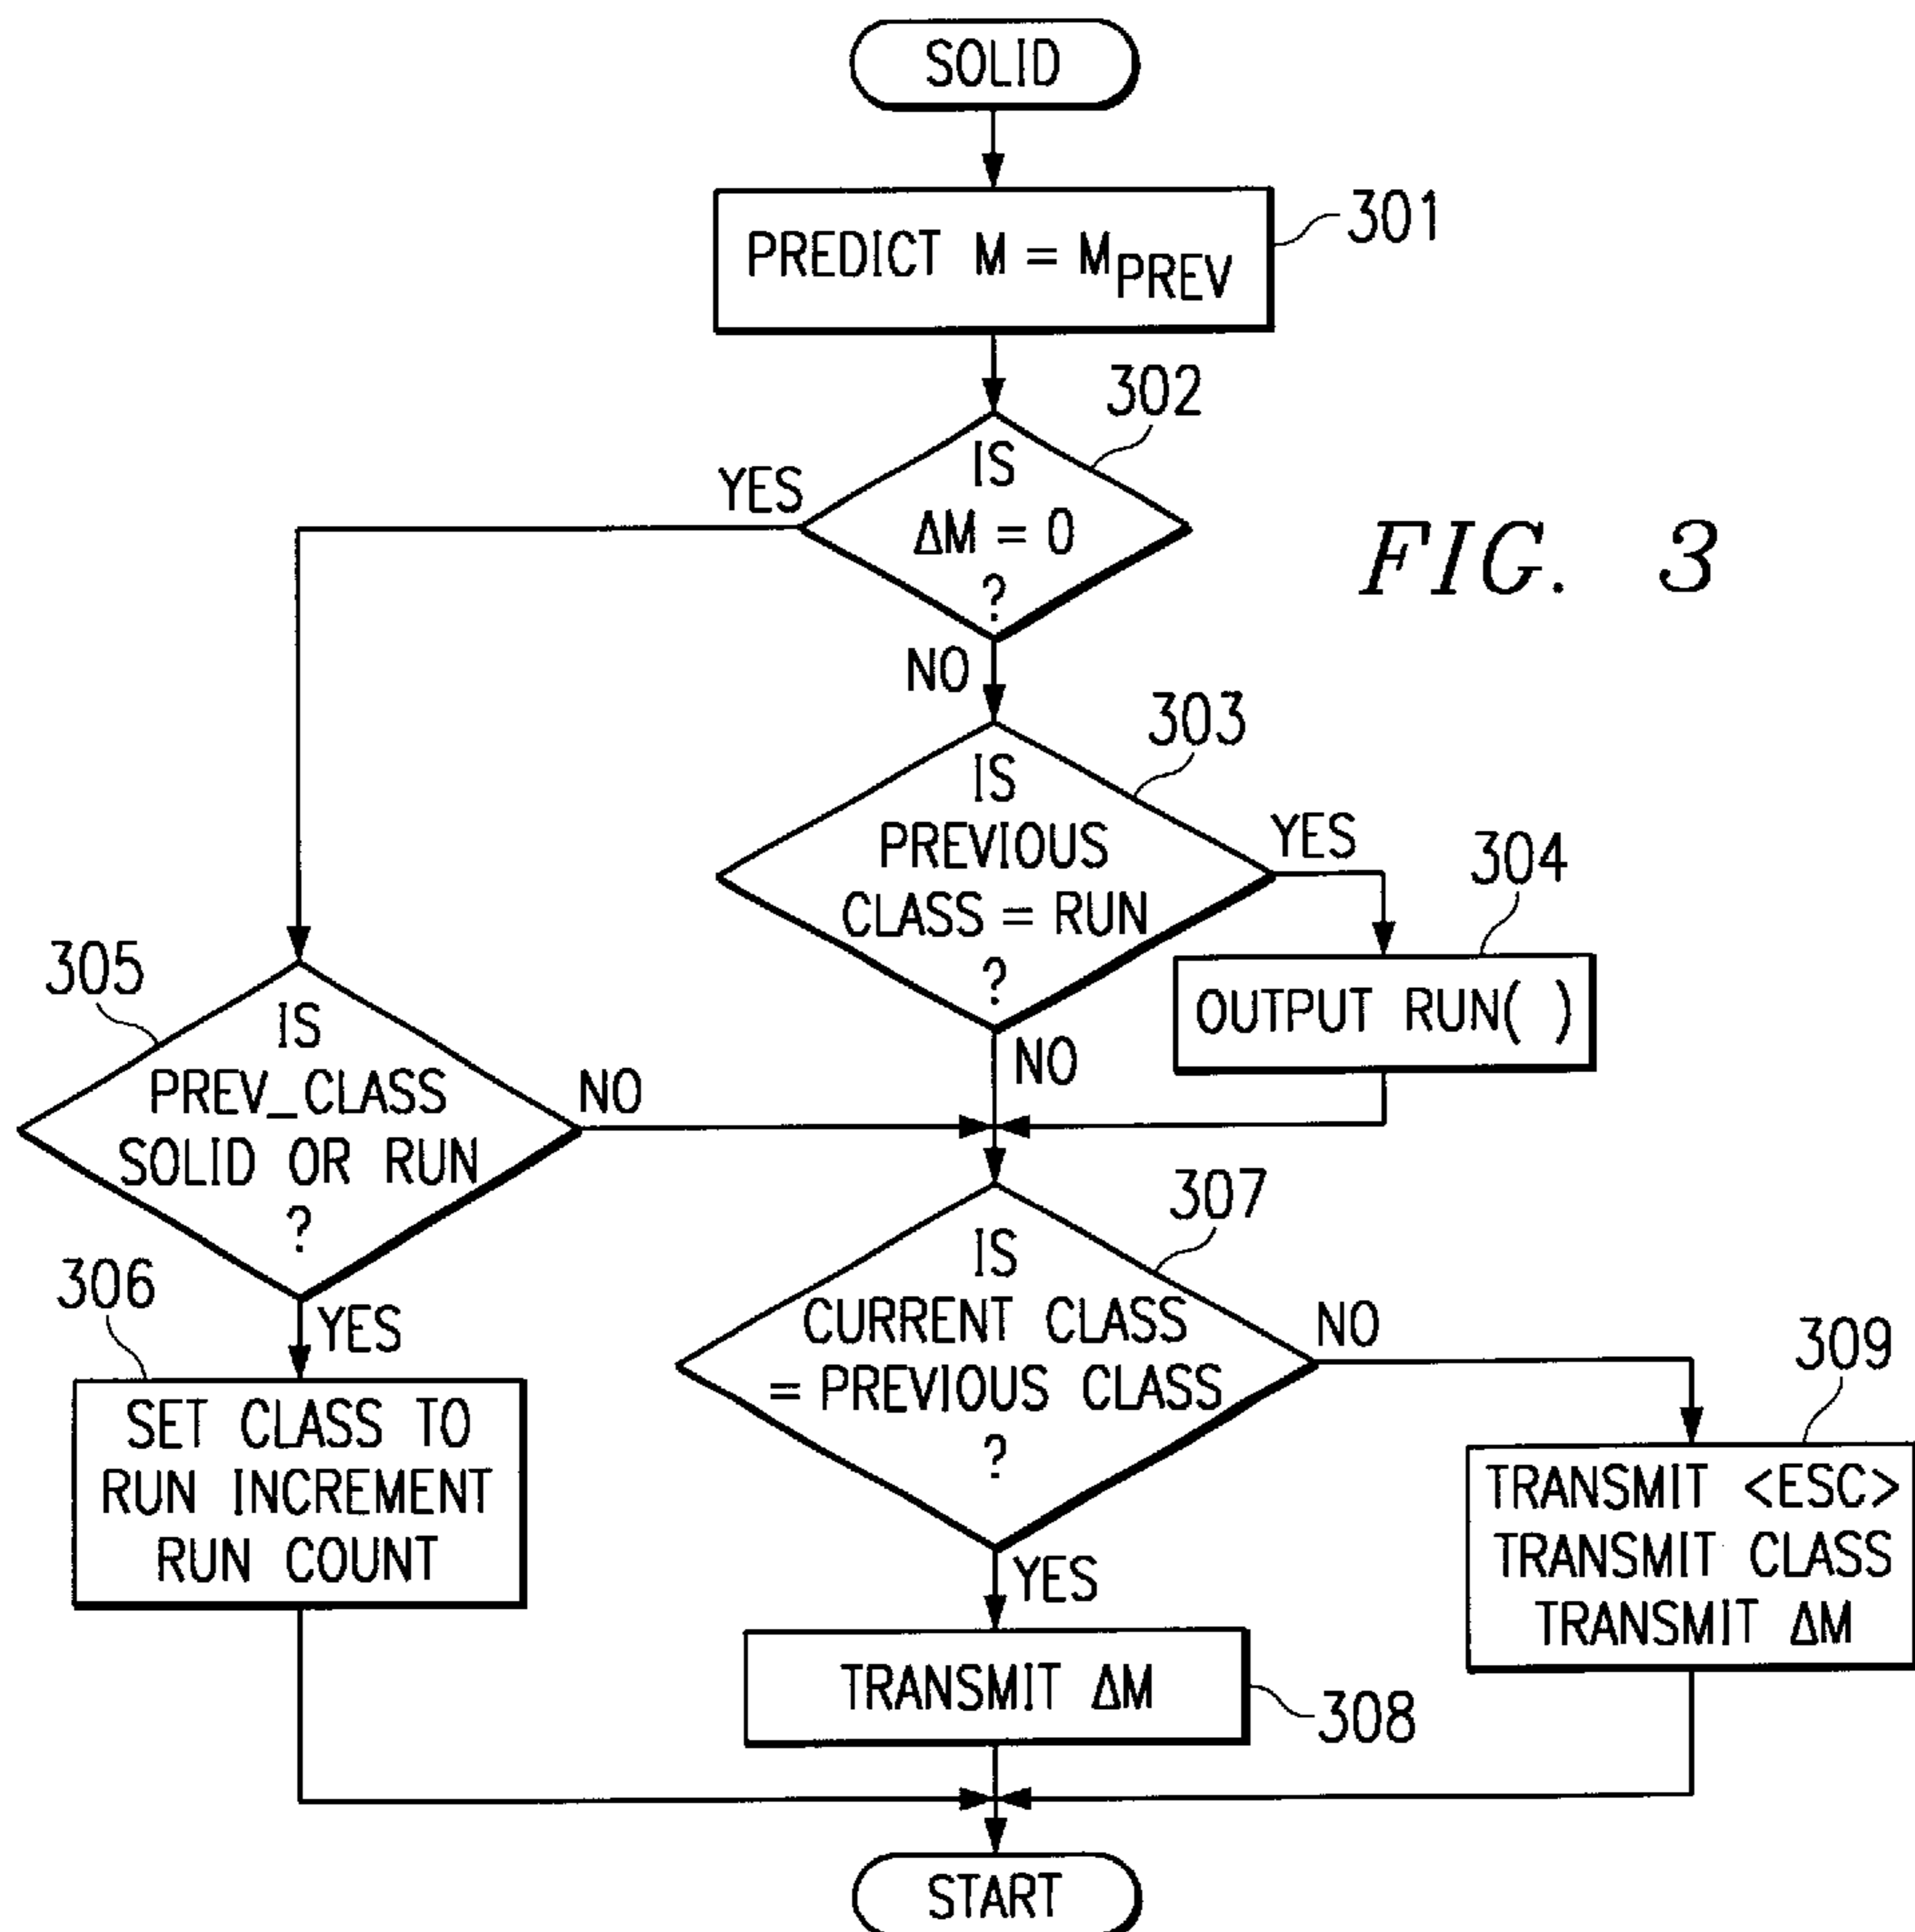 SOLID
301
PREDICT M = MPREV
302
IS
ΔM = 0
?
YES
NO
FIG. 3
303
IS
PREVIOUS
CLASS = RUN
?
YES
NO
304
OUTPUT RUN( )
305
IS
PREV_CLASS
SOLID OR RUN
?
NO
YES
306
SET CLASS TO
RUN INCREMENT
RUN COUNT
307
IS
CURRENT CLASS
= PREVIOUS CLASS
?
NO
YES
309
TRANSMIT <ESC>
TRANSMIT CLASS
TRANSMIT ΔM
TRANSMIT ΔM
308
START